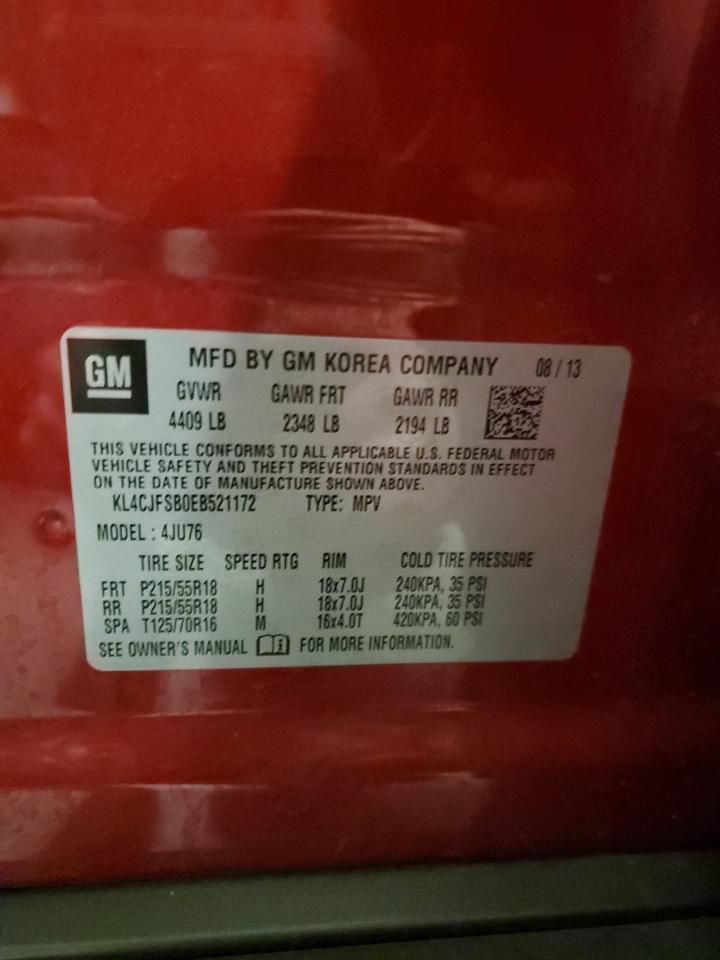 GM MFD BY GM KOREA COMPANY 08 / 13
GVWR GAWR FRT GAWR RR
4409 LB 2348 LB 2194 LB
THIS VEHICLE CONFORMS TO ALL APPLICABLE U.S. FEDERAL MOTOR
VEHICLE SAFETY AND THEFT PREVENTION STANDARDS IN EFFECT
ON THE DATE OF MANUFACTURE SHOWN ABOVE.
KL4CJFSB0EB521172 TYPE: MPV
MODEL : 4JU76
TIRE SIZE SPEED RTG RIM COLD TIRE PRESSURE
FRT P215/55R18 H 18x7.0J 240KPA, 35 PSI
RR P215/55R18 H 18x7.0J 240KPA, 35 PSI
SPA T125/70R16 M 16x4.0T 420KPA, 60 PSI
SEE OWNER'S MANUAL FOR MORE INFORMATION.